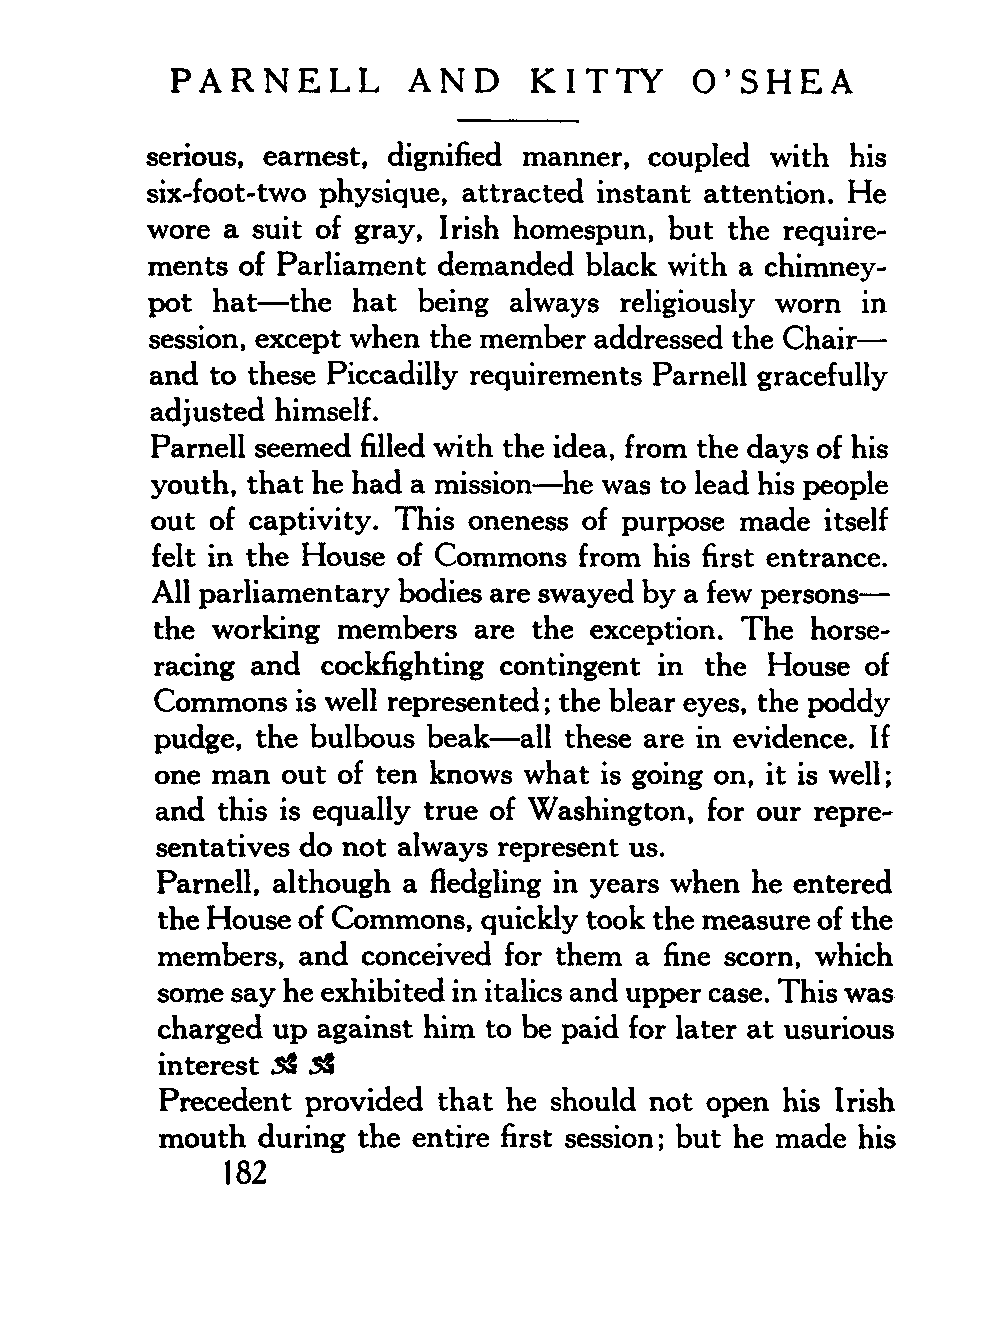 PARNELL AND KITTY O'SHEA
serious, earnest, dignified manner, coupled with his
six-foot-two physique, attracted instant attention. He
wore a suit of gray, Irish homespun, but the require-
ments of Parliament demanded black with a chimney-
pot hat—the hat being always religiously worn in
session, except when the member addressed the Chair—
and to these Piccadilly requirements Parnell gracefully
adjusted himself.
Parnell seemed filled with the idea, from the days of his
youth, that he had a mission—he was to lead his people
out of captivity. This oneness of purpose made itself
felt in the House of Commons from his first entrance.
All parliamentary bodies are swayed by a few persons—
the working members are the exception. The horse-
racing and cockfighting contingent in the House of
Commons is well represented; the blear eyes, the poddy
pudge, the bulbous beak—all these are in evidence. If
one man out of ten knows what is going on, it is well;
and this is equally true of Washington, for our repre-
sentatives do not always represent us.
Parnell, although a fledgling in years when he entered
the House of Commons, quickly took the measure of the
members, and conceived for them a fine scorn, which
some say he exhibited in italics and upper case. This was
charged up against him to be paid for later at usurious
interest
Precedent provided that he should not open his Irish
mouth during the entire first session; but he made his
182